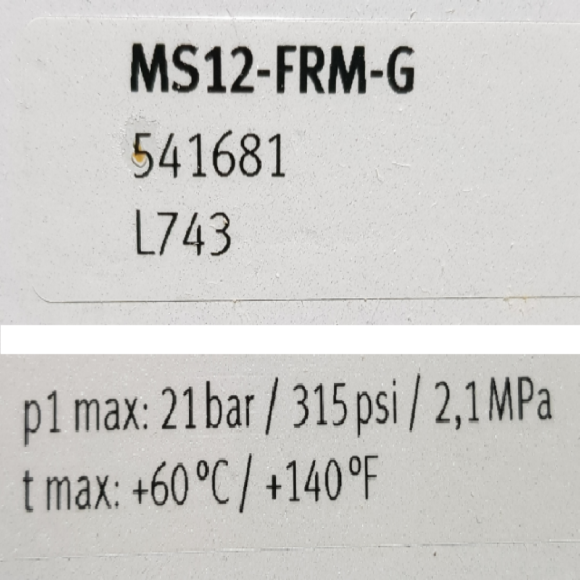 MS12-FRM-G
541681
L743
p1 max: 21 bar / 315 psi / 2,1 MPa
t max: +60 °C / +140 °F